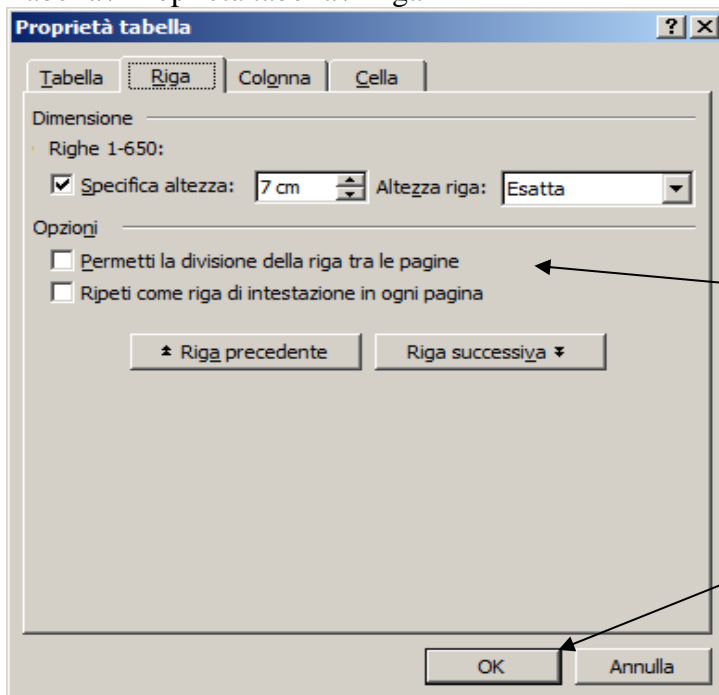 Proprietà tabella
Tabella Riga Colonna Cella
Dimensione
Righe 1-650:
Specifica altezza: 7 cm Altezza riga: Esatta
Opzioni
Permetti la divisione della riga tra le pagine
Ripeti come riga di intestazione in ogni pagina
Riga precedente Riga successiva
OK Annulla